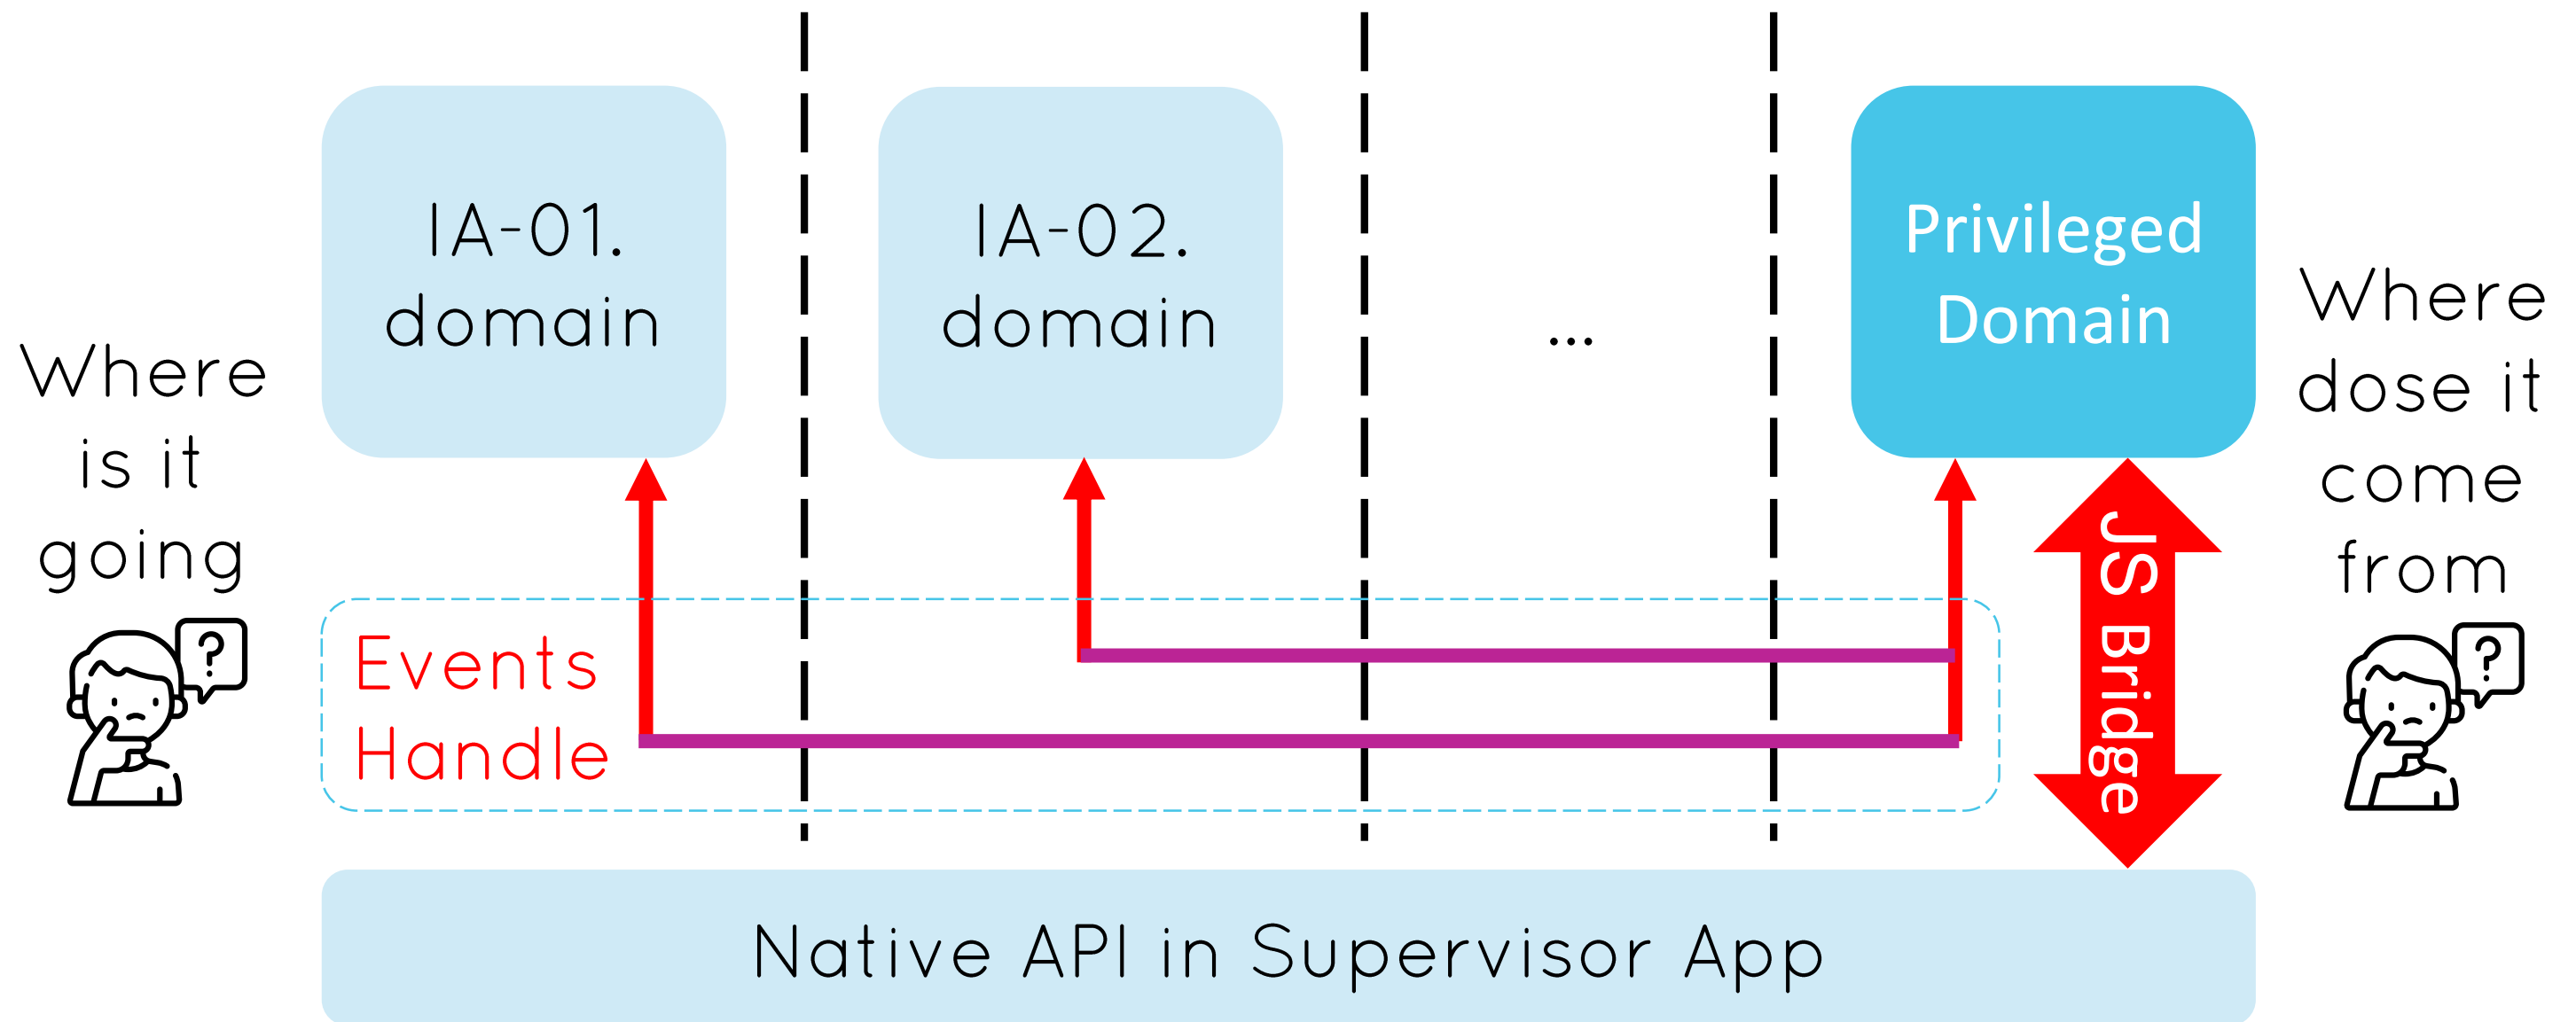 Where
is it
going
?
IA-01.
domain
IA-02.
domain
...
Privileged
Domain
Where
dose it
come
from
?
Events
Handle
JS Bridge
Native API in Supervisor App